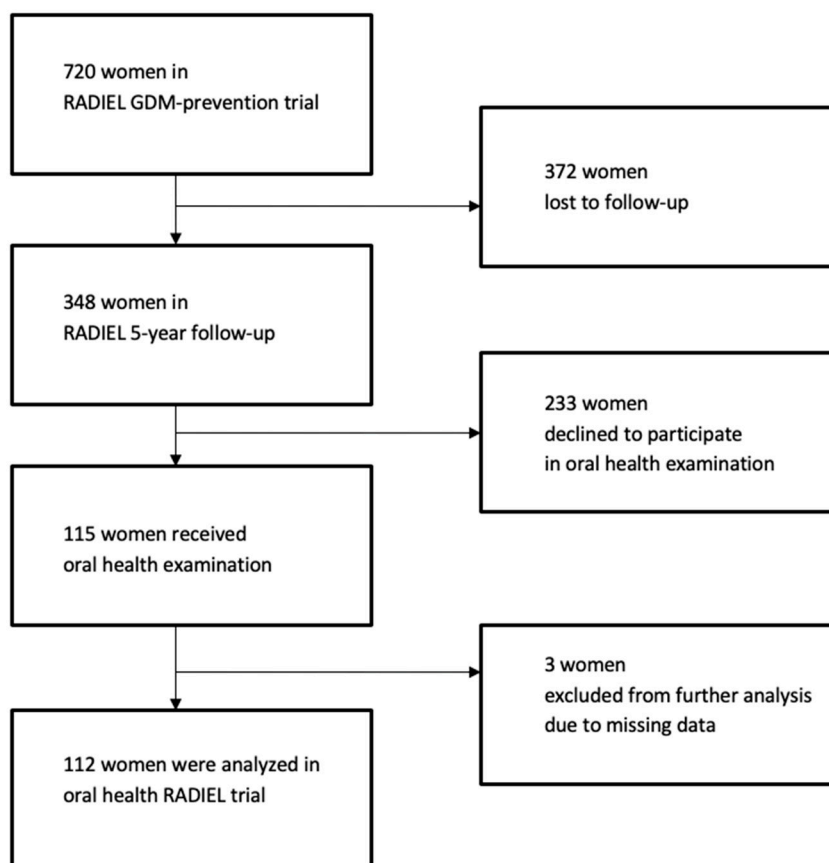 720 women in
RADIEL GDM-prevention trial
372 women
lost to follow-up
348 women in
RADIEL 5-year follow-up
233 women
declined to participate
in oral health examination
115 women received
oral health examination
3 women
excluded from further analysis
due to missing data
112 women were analyzed in
oral health RADIEL trial